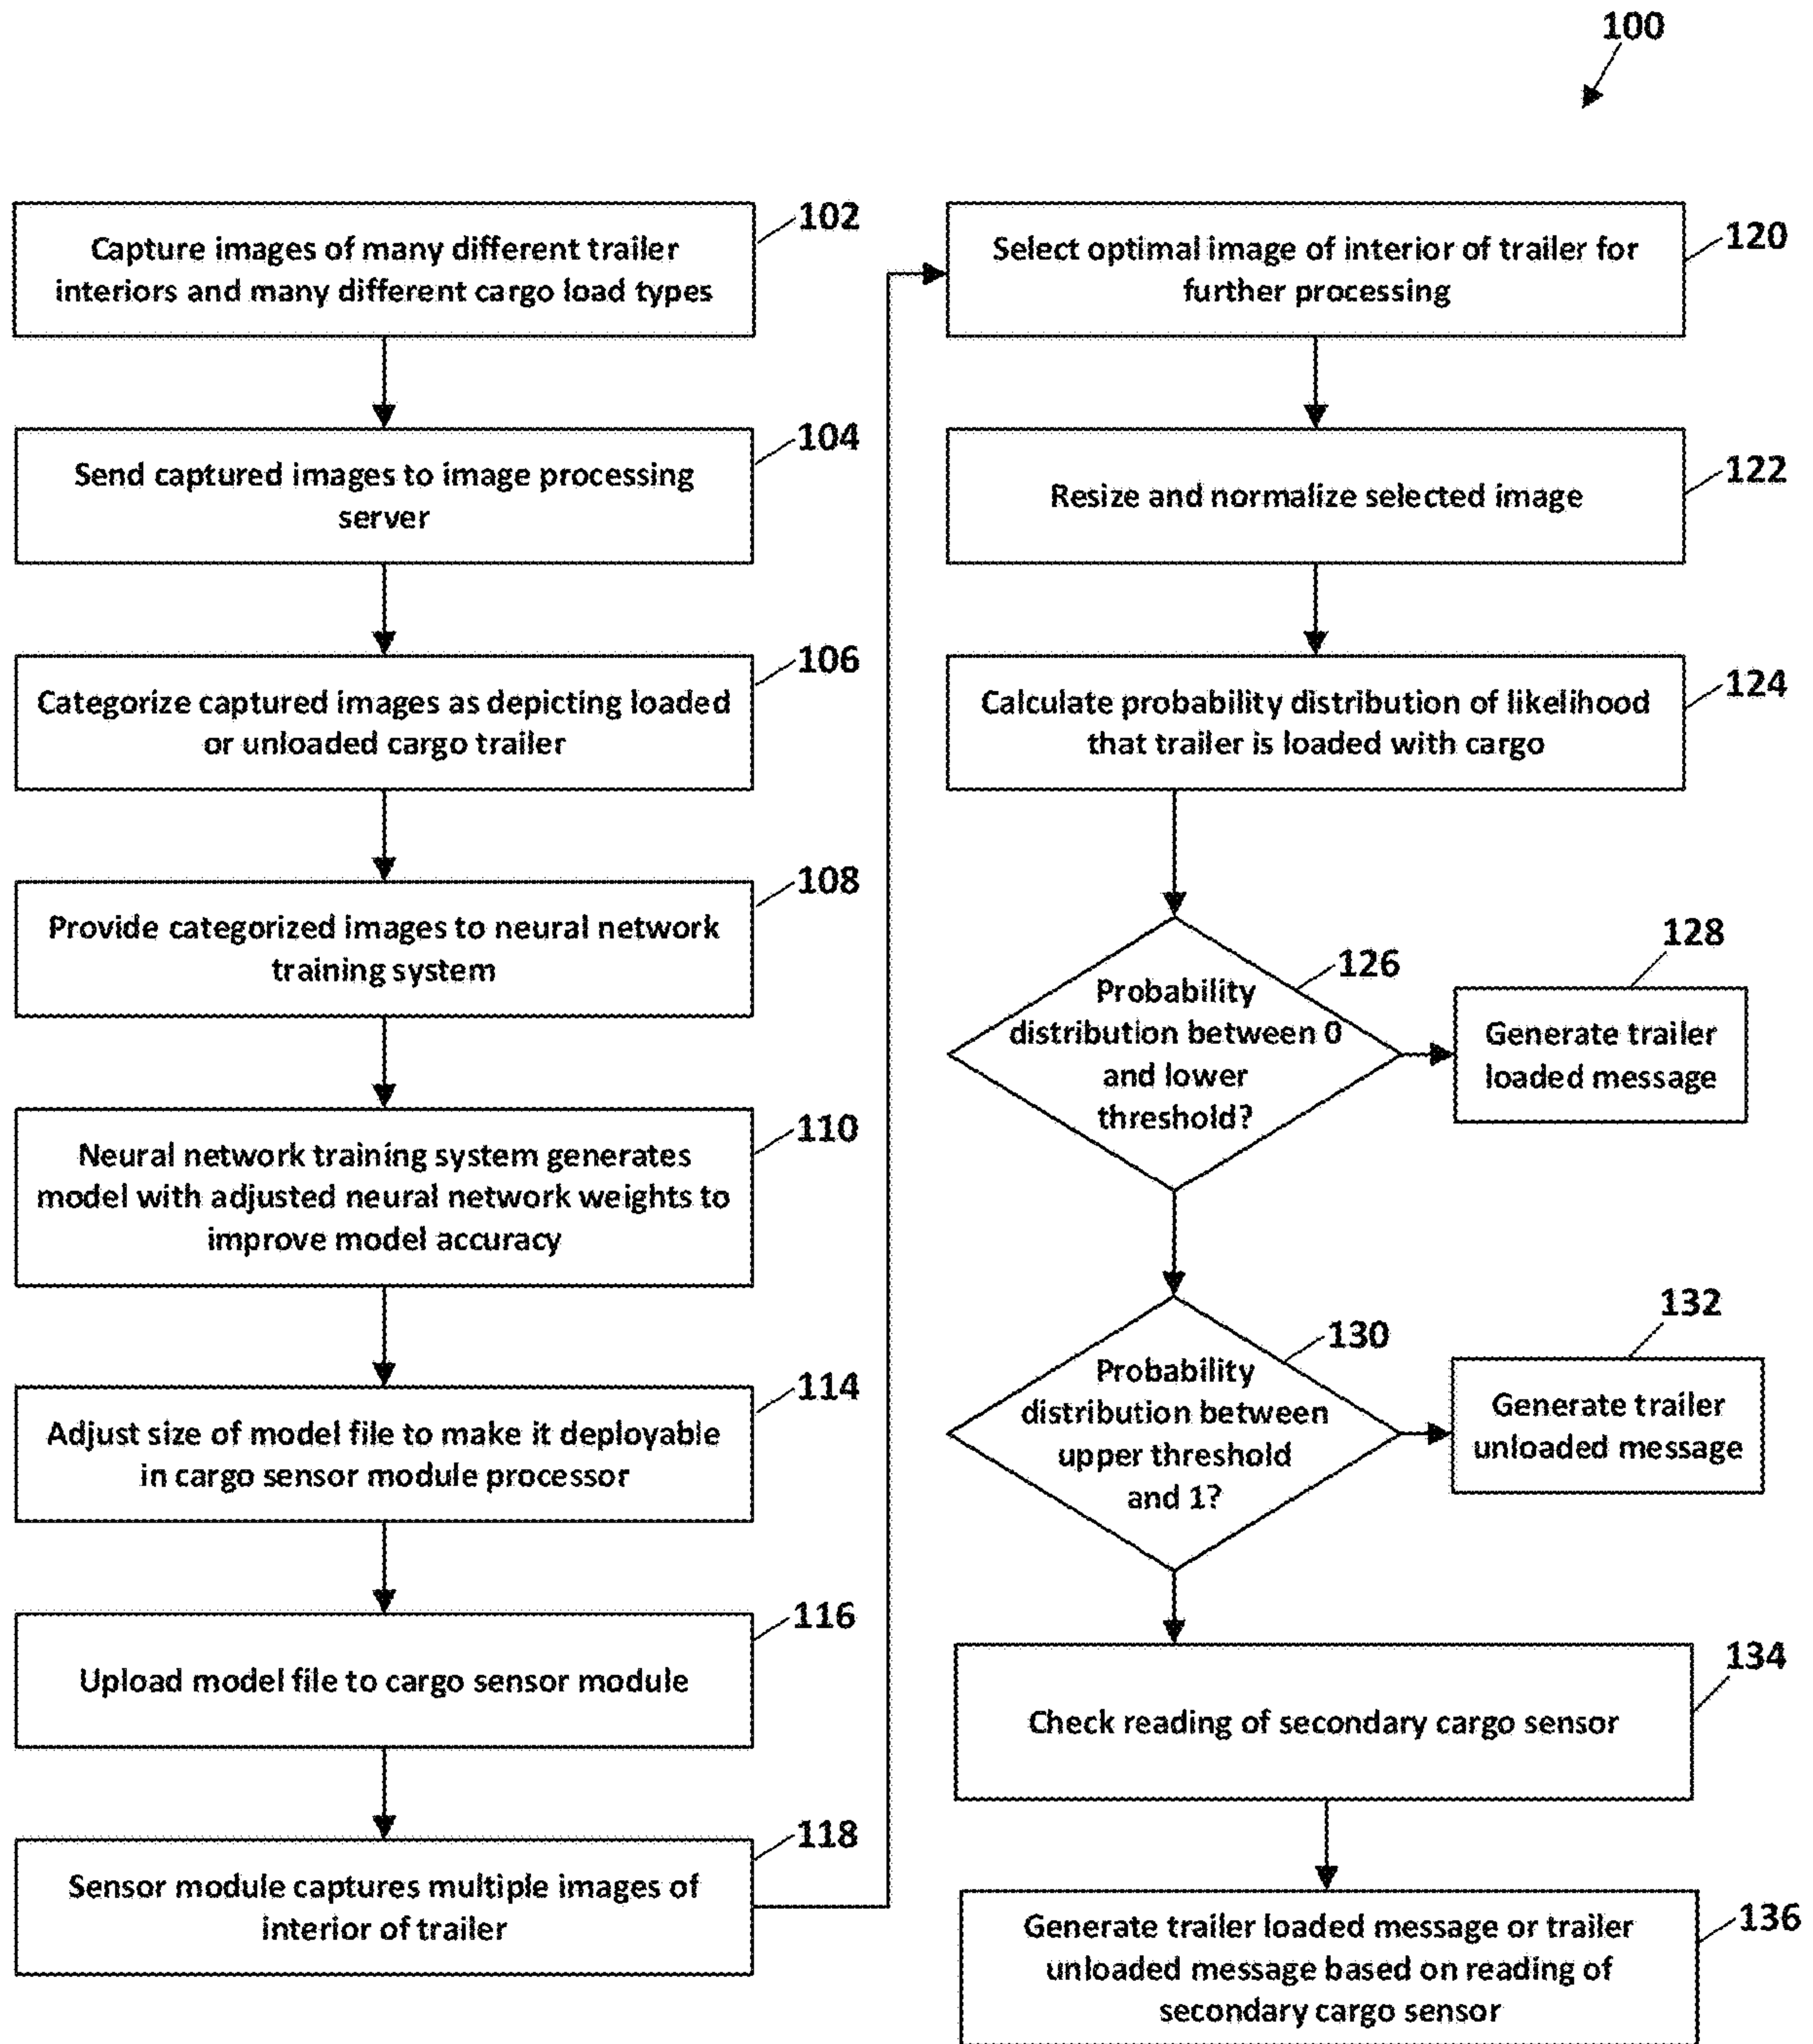 100
102
Capture images of many different trailer
interiors and many different cargo load types
104
Send captured images to image processing
server
106
Categorize captured images as depicting loaded
or unloaded cargo trailer
108
Provide categorized images to neural network
training system
110
Neural network training system generates
model with adjusted neural network weights to
improve model accuracy
114
Adjust size of model file to make it deployable
in cargo sensor module processor
116
Upload model file to cargo sensor module
118
Sensor module captures multiple images of
interior of trailer
120
Select optimal image of interior of trailer for
further processing
122
Resize and normalize selected image
124
Calculate probability distribution of likelihood
that trailer is loaded with cargo
126
Probability
distribution between 0
and lower
threshold?
128
Generate trailer
loaded message
130
Probability
distribution between
upper threshold
and 1?
132
Generate trailer
unloaded message
134
Check reading of secondary cargo sensor
136
Generate trailer loaded message or trailer
unloaded message based on reading of
secondary cargo sensor